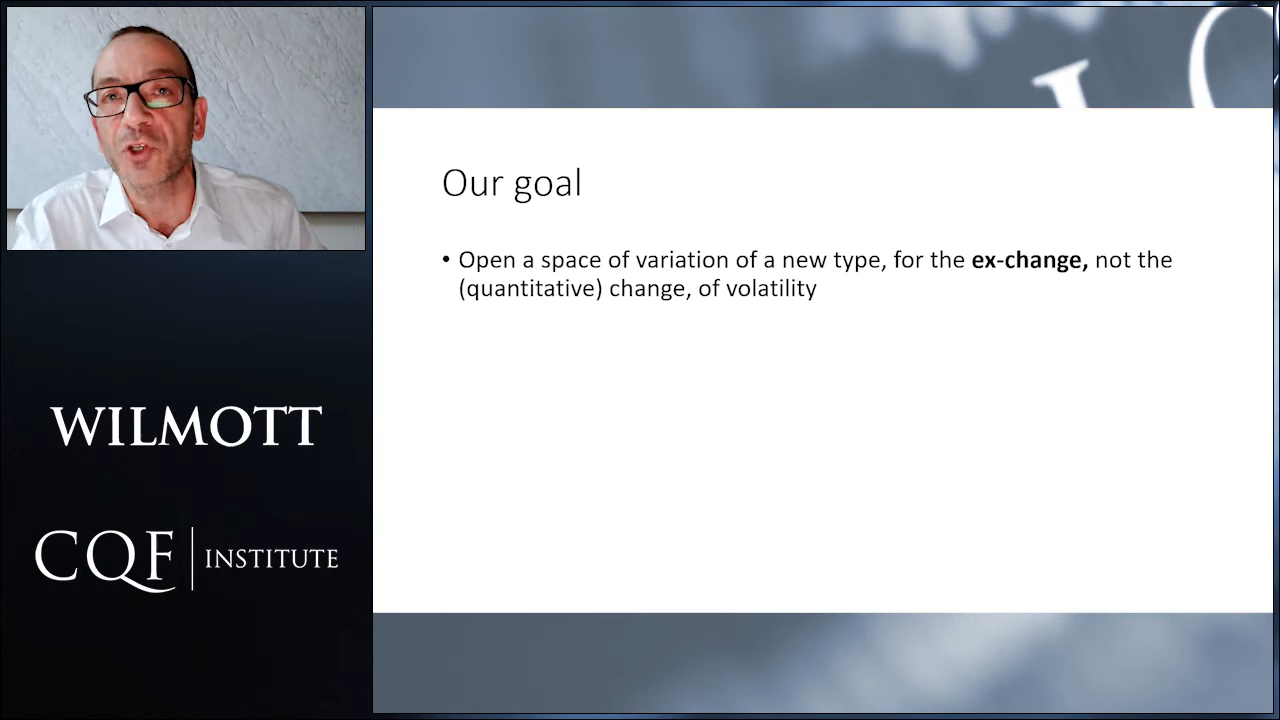 Our goal
• Open a space of variation of a new type, for the ex-change, not the
(quantitative) change, of volatility
WILMOTT
CQF INSTITUTE